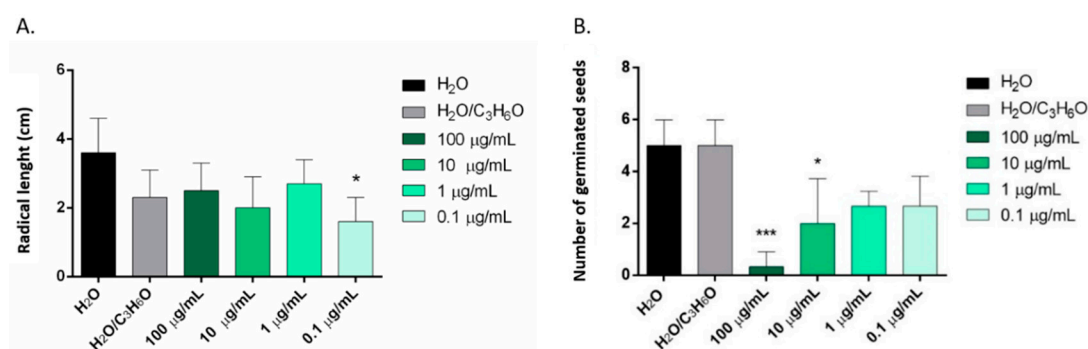 A.
Radical lenght (cm)
6
4
2
0
H₂O
H₂O/C₃H₆O
100 μg/mL
10 μg/mL
1 μg/mL
0.1 μg/mL
*
H₂O
H₂O/C₃H₆O
100 μg/mL
10 μg/mL
1 μg/mL
0.1 μg/mL
B.
Number of germinated seeds
8
6
4
2
0
***
*
H₂O
H₂O/C₃H₆O
100 μg/mL
10 μg/mL
1 μg/mL
0.1 μg/mL
H₂O
H₂O/C₃H₆O
100 μg/mL
10 μg/mL
1 μg/mL
0.1 μg/mL